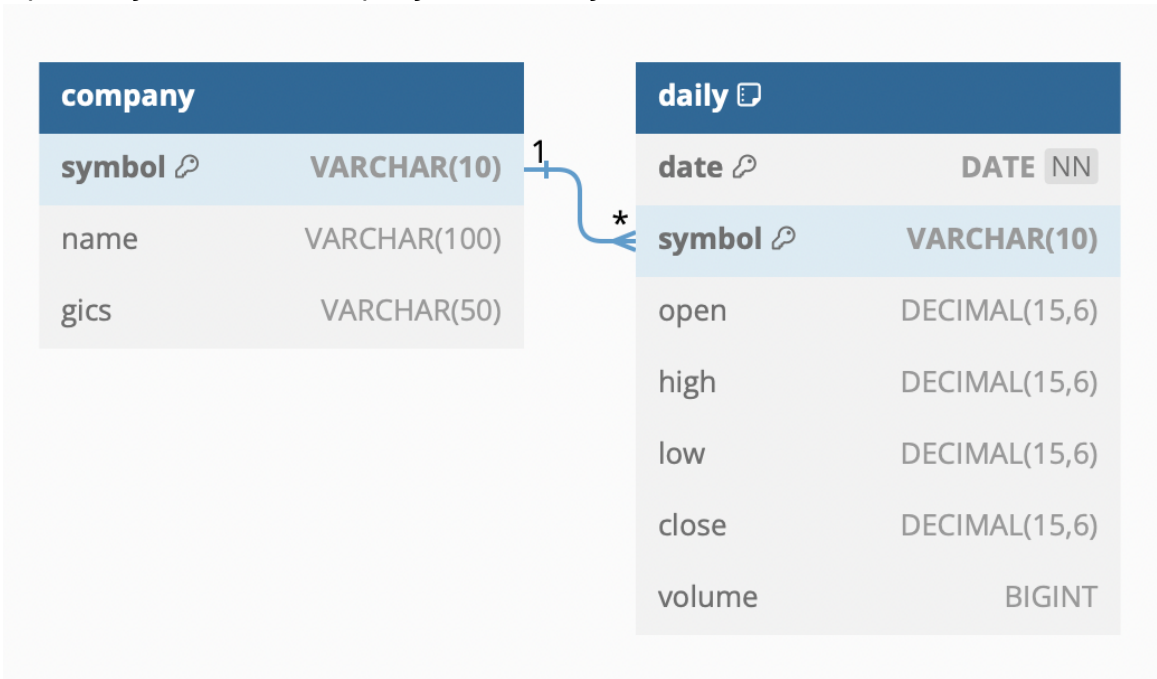 company
symbol VARCHAR(10)
name VARCHAR(100)
gics VARCHAR(50)
1
*
daily
date DATE NN
symbol VARCHAR(10)
open DECIMAL(15,6)
high DECIMAL(15,6)
low DECIMAL(15,6)
close DECIMAL(15,6)
volume BIGINT